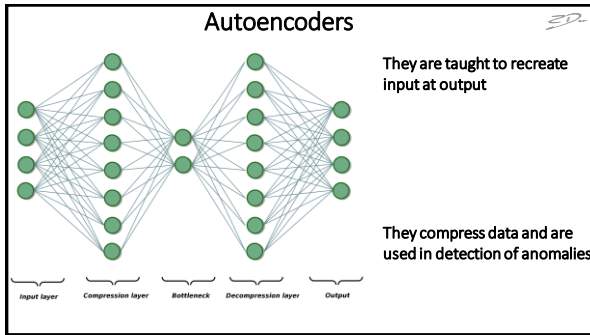 Autoencoders
They are taught to recreate
input at output
They compress data and are
used in detection of anomalies
Input layer
Compression layer
Bottleneck
Decompression layer
Output